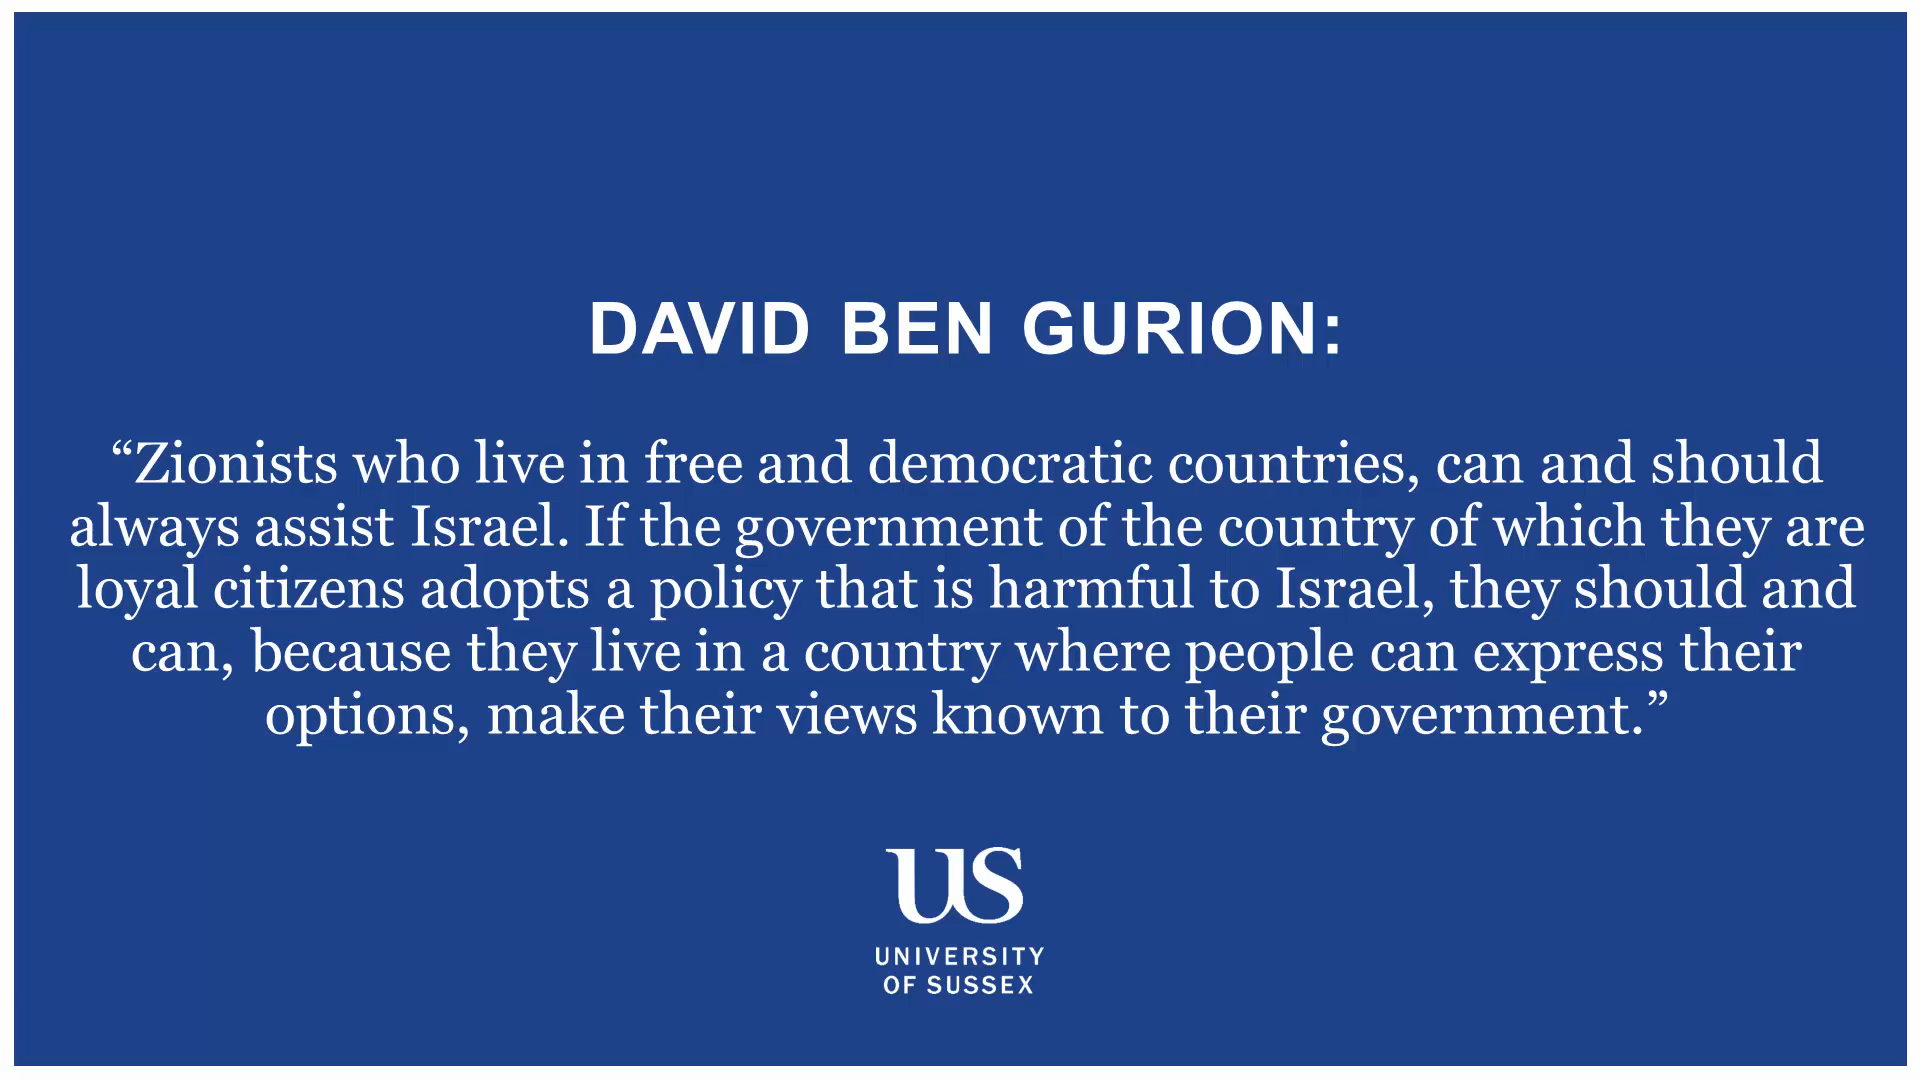 DAVID BEN GURION:
“Zionists who live in free and democratic countries, can and should
always assist Israel. If the government of the country of which they are
loyal citizens adopts a policy that is harmful to Israel, they should and
can, because they live in a country where people can express their
options, make their views known to their government.”
US
UNIVERSITY
OF SUSSEX